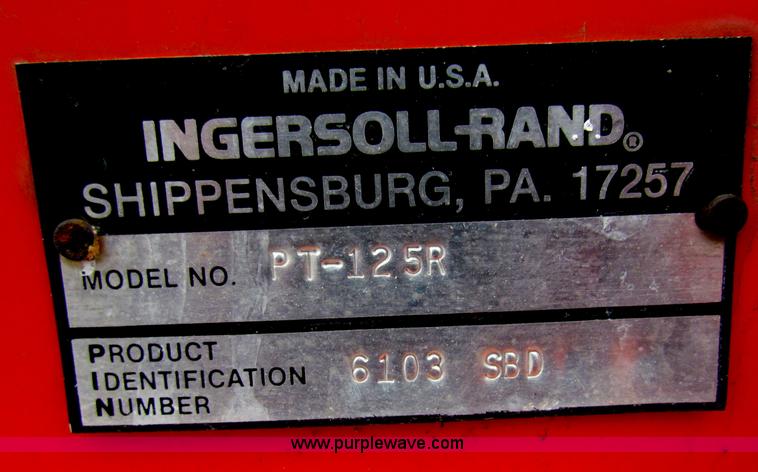 MADE IN U.S.A.
INGERSOLL-RAND®
SHIPPENSBURG, PA. 17257
MODEL NO. PT-125R
PRODUCT
IDENTIFICATION 6103 SBD
NUMBER
www.purplewave.com